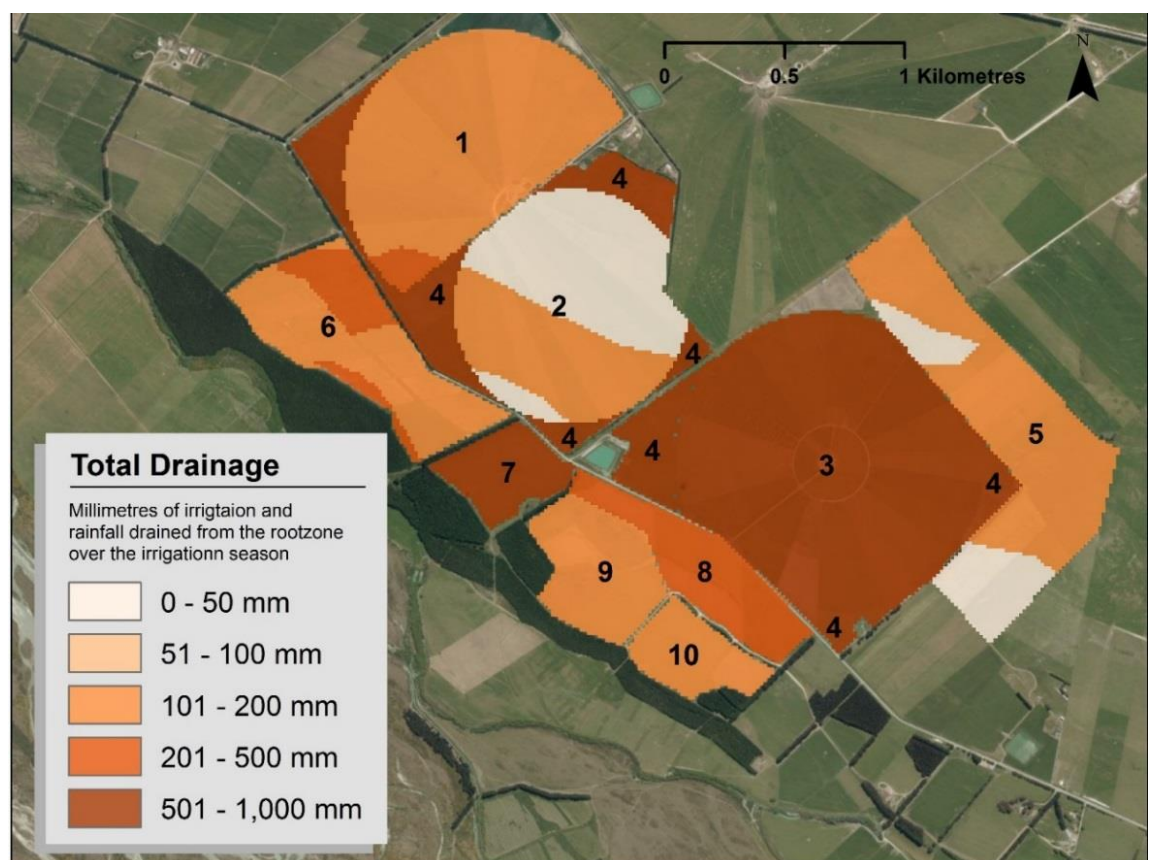 0 0.5 1 Kilometres
N
1
4
4
2
6
4
5
4
4
3
4
7
9
8
4
10
Total Drainage
Millimetres of irrigtaion and
rainfall drained from the rootzone
over the irrigationn season
0 - 50 mm
51 - 100 mm
101 - 200 mm
201 - 500 mm
501 - 1,000 mm